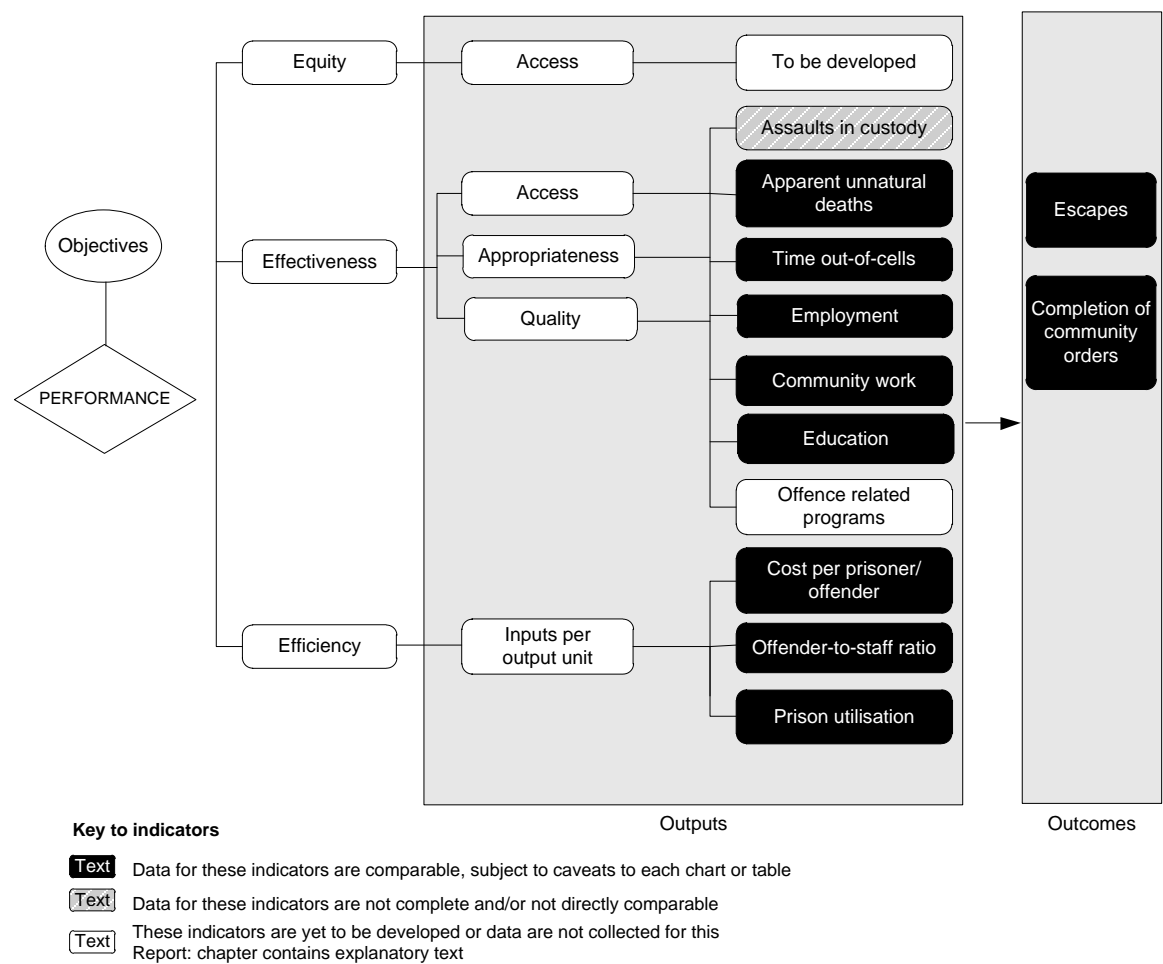 Objectives
PERFORMANCE
Equity
Access
To be developed
Effectiveness
Access
Appropriateness
Quality
Assaults in custody
Apparent unnatural
deaths
Time out-of-cells
Employment
Community work
Education
Offence related
programs
Efficiency
Inputs per
output unit
Cost per prisoner/
offender
Offender-to-staff ratio
Prison utilisation
Outputs
Escapes
Completion of
community
orders
Outcomes
Key to indicators
Text Data for these indicators are comparable, subject to caveats to each chart or table
Text Data for these indicators are not complete and/or not directly comparable
Text These indicators are yet to be developed or data are not collected for this
Report: chapter contains explanatory text